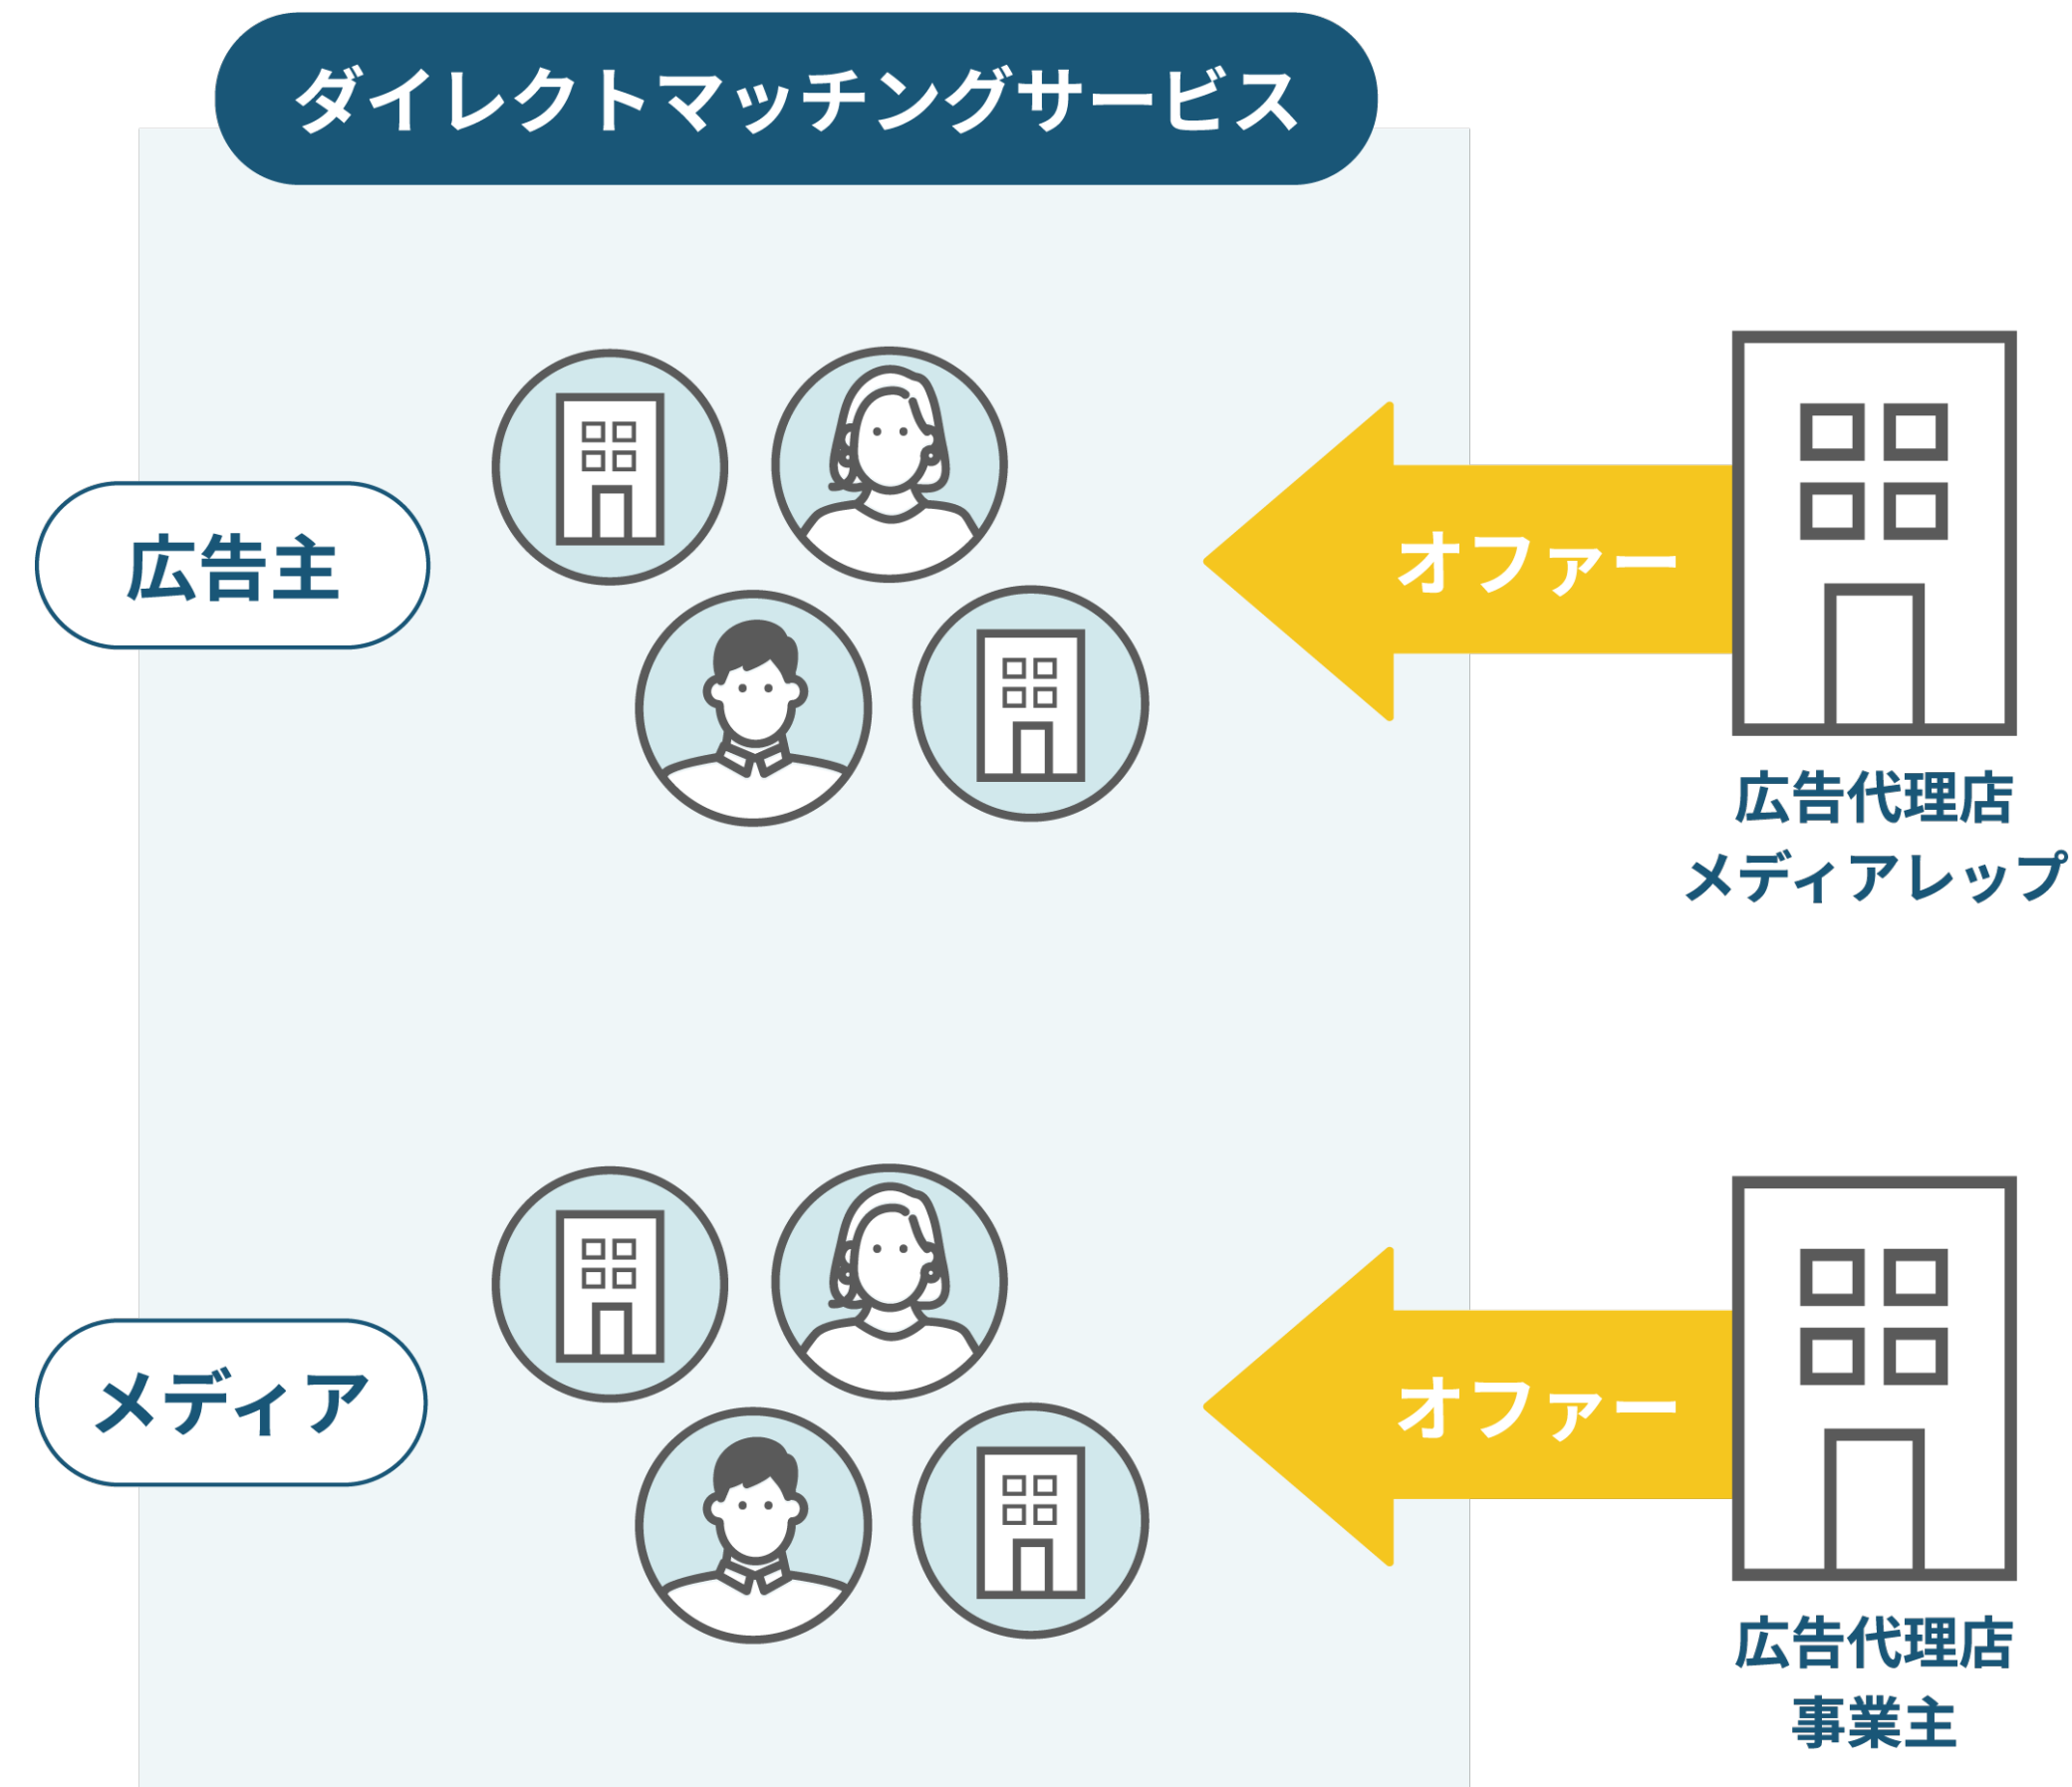 ダイレクトマッチングサービス
広告主
オファー
広告代理店
メディアレップ
メディア
オファー
広告代理店
事業主